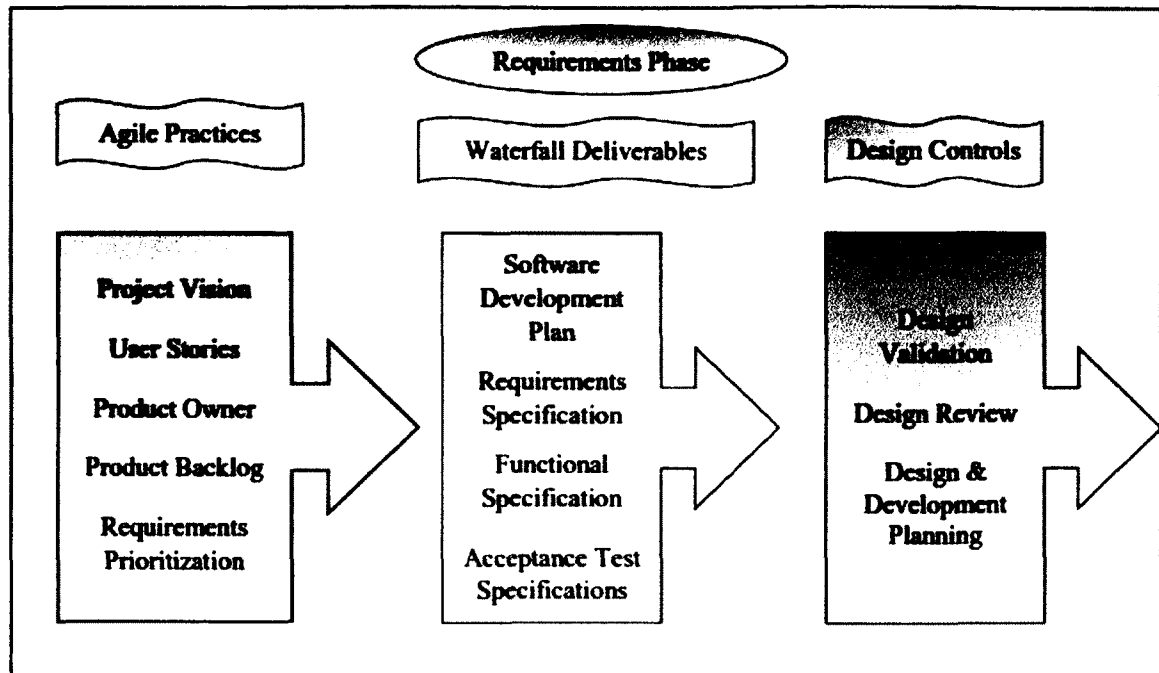 Requirements Phase
Agile Practices
Waterfall Deliverables
Design Controls
Project Vision
User Stories
Product Owner
Product Backlog
Requirements
Prioritization
Software
Development
Plan
Requirements
Specification
Functional
Specification
Acceptance Test
Specifications
Design
Validation
Design Review
Design &
Development
Planning